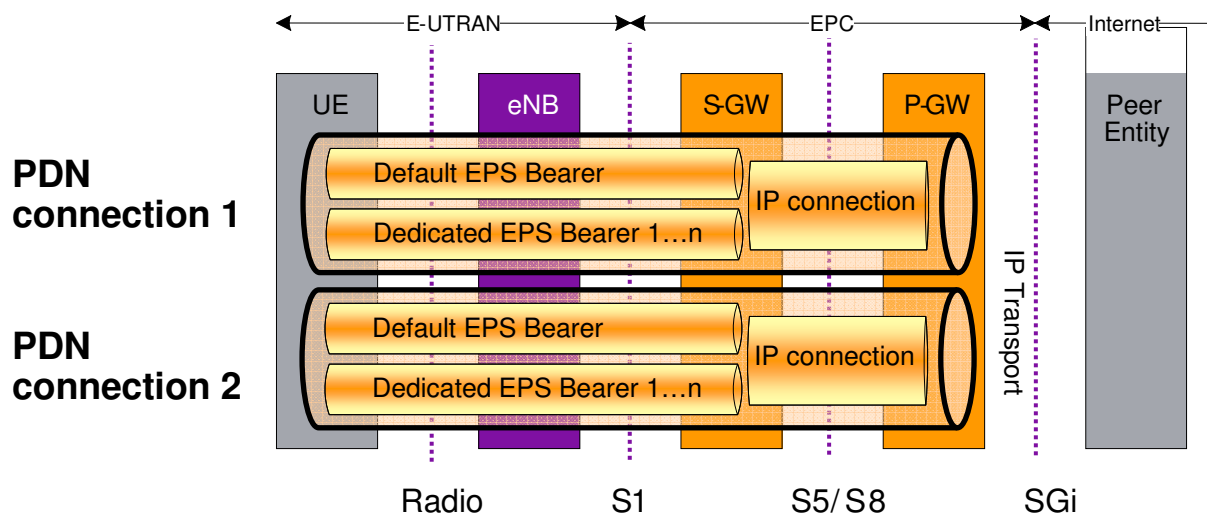 E-UTRAN EPC Internet
UE eNB S-GW P-GW Peer
Entity
PDN
connection 1
Default EPS Bearer
Dedicated EPS Bearer 1…n
IP connection
PDN
connection 2
Default EPS Bearer
Dedicated EPS Bearer 1…n
IP connection
IP Transport
Radio S1 S5/S8 SGi